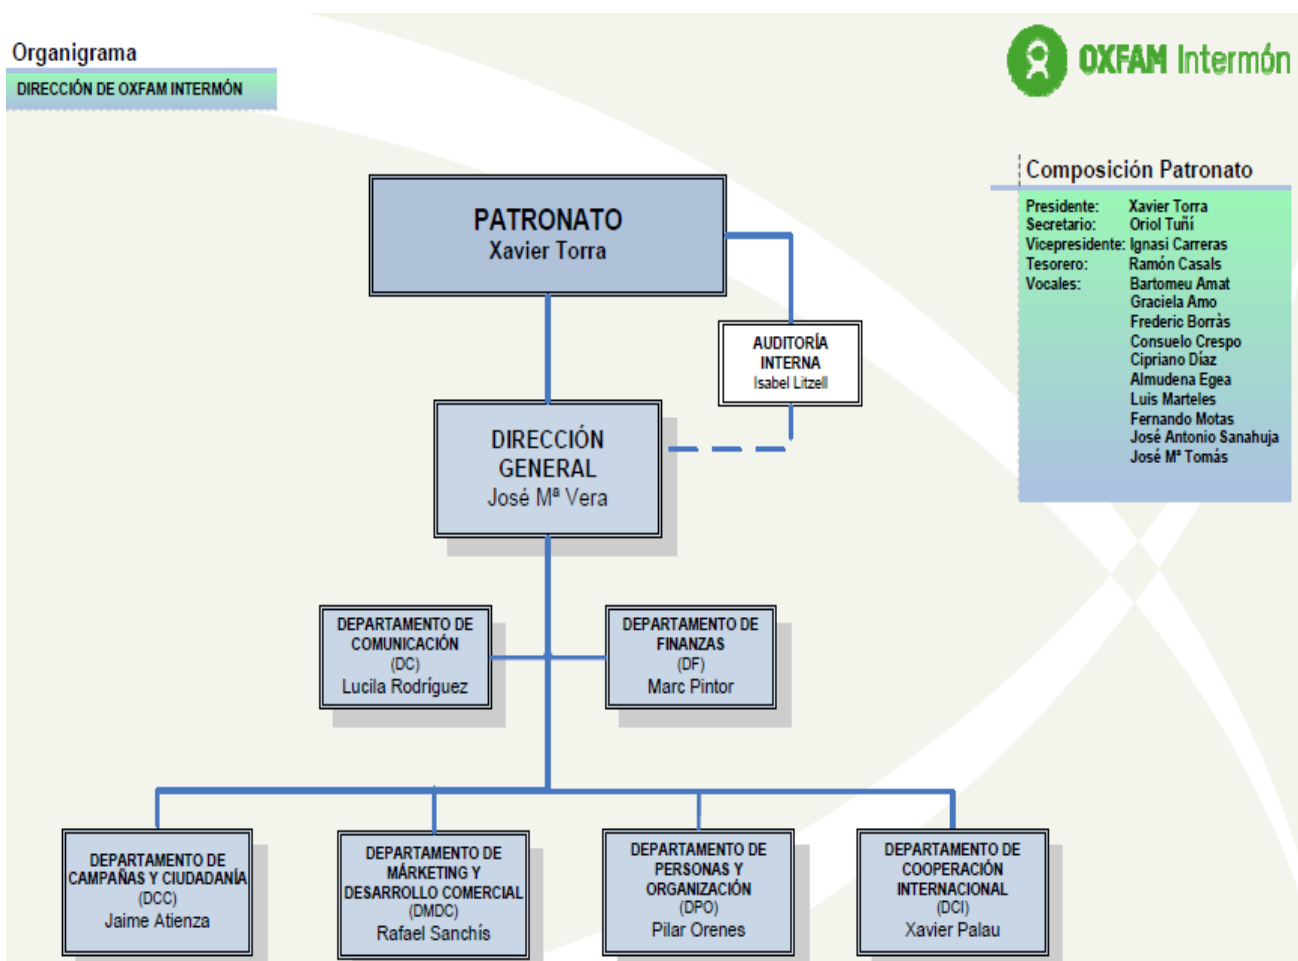 Organigrama
DIRECCIÓN DE OXFAM INTERMÓN
OXFAM Intermón
Composición Patronato
Presidente: Xavier Torra
Secretario: Oriol Tuñí
Vicepresidente: Ignasi Carreras
Tesorero: Ramón Casals
Vocales: Bartomeu Amat
Graciela Amo
Frederic Borràs
Consuelo Crespo
Cipriano Díaz
Almudena Egea
Luis Marteles
Fernando Motas
José Antonio Sanahuja
José Mª Tomás
PATRONATO
Xavier Torra
AUDITORÍA
INTERNA
Isabel Litzell
DIRECCIÓN
GENERAL
José Mª Vera
DEPARTAMENTO DE
COMUNICACIÓN
(DC)
Lucila Rodríguez
DEPARTAMENTO DE
FINANZAS
(DF)
Marc Pintor
DEPARTAMENTO DE
CAMPAÑAS Y CIUDADANÍA
(DCC)
Jaime Atienza
DEPARTAMENTO DE
MÁRKETING Y
DESARROLLO COMERCIAL
(DMDC)
Rafael Sanchís
DEPARTAMENTO DE
PERSONAS Y
ORGANIZACIÓN
(DPO)
Pilar Orenes
DEPARTAMENTO DE
COOPERACIÓN
INTERNACIONAL
(DCI)
Xavier Palau